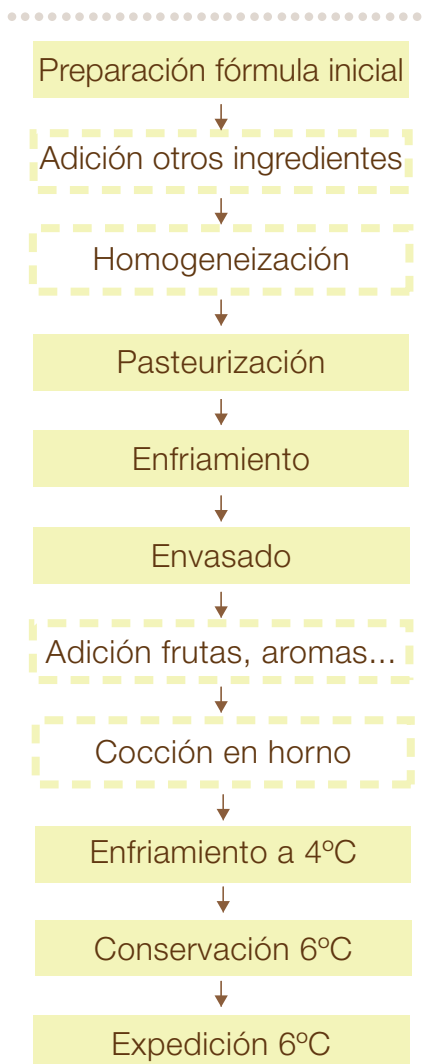 Preparación fórmula inicial
Adición otros ingredientes
Homogeneización
Pasteurización
Enfriamiento
Envasado
Adición frutas, aromas...
Cocción en horno
Enfriamiento a 4ºC
Conservación 6ºC
Expedición 6ºC